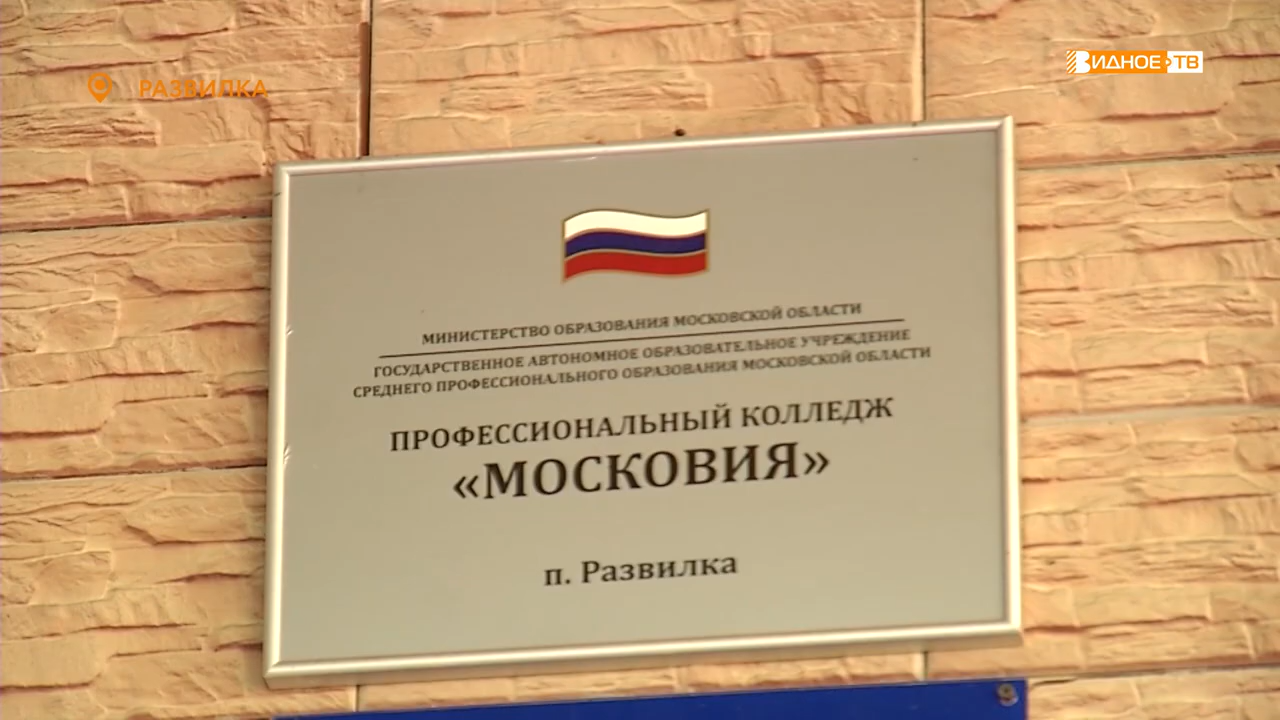 РАЗВИЛКА
ВИДНОЕ ТВ
МИНИСТЕРСТВО ОБРАЗОВАНИЯ МОСКОВСКОЙ ОБЛАСТИ
ГОСУДАРСТВЕННОЕ АВТОНОМНОЕ ОБРАЗОВАТЕЛЬНОЕ УЧРЕЖДЕНИЕ
СРЕДНЕГО ПРОФЕССИОНАЛЬНОГО ОБРАЗОВАНИЯ МОСКОВСКОЙ ОБЛАСТИ
ПРОФЕССИОНАЛЬНЫЙ КОЛЛЕДЖ
«МОСКОВИЯ»
п. Развилка